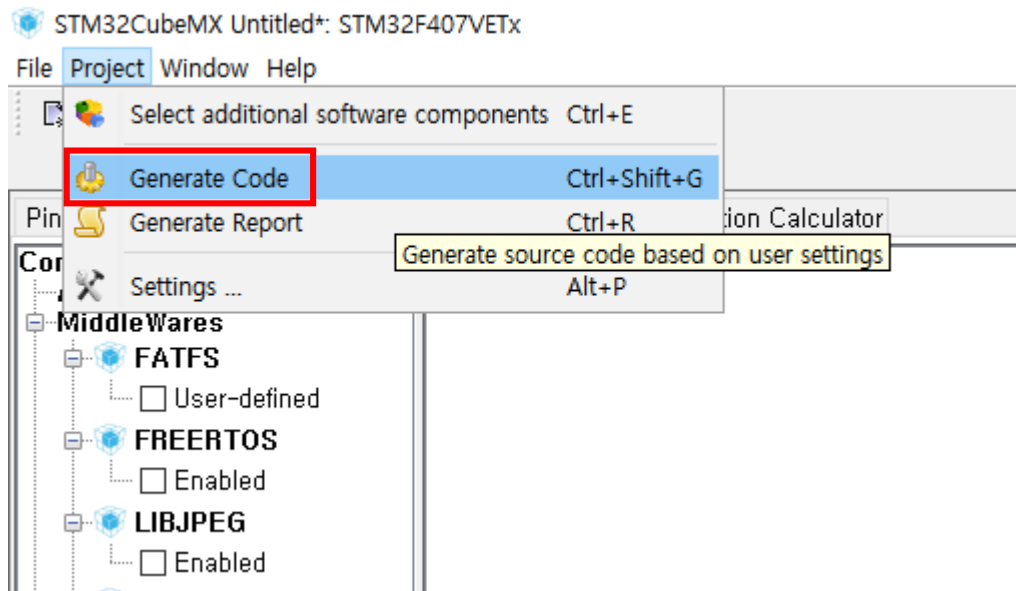 STM32CubeMX Untitled*: STM32F407VETx
File Project Window Help
Select additional software components Ctrl+E
Generate Code Ctrl+Shift+G
Pin
Generate Report Ctrl+R
ion Calculator
Generate source code based on user settings
Cor
Settings ... Alt+P
MiddleWares
FATFS
User-defined
FREERTOS
Enabled
LIBJPEG
Enabled